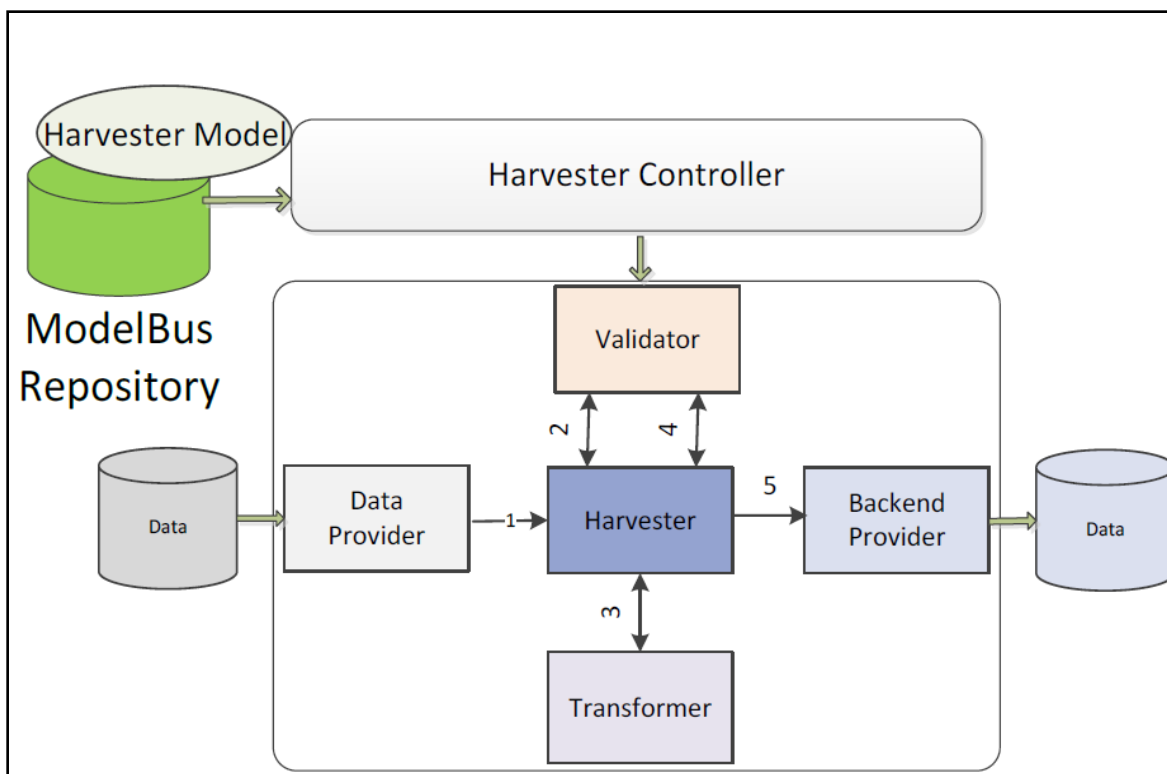 Harvester Model
Harvester Controller
ModelBus
Repository
Validator
2
4
Data
Data
Provider
1
Harvester
5
Backend
Provider
Data
3
Transformer